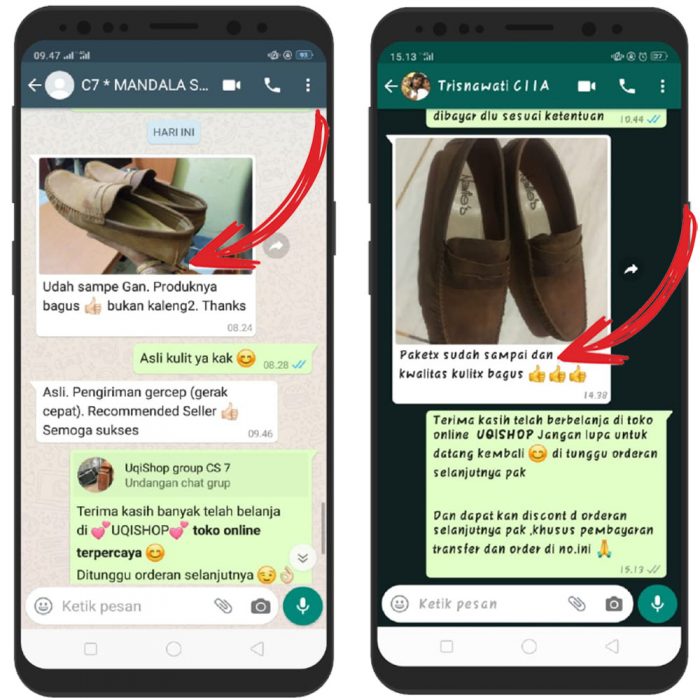 09.47
93
C7 * MANDALA S...
HARI INI
Udah sampe Gan. Produknya
bagus 👍🏻 bukan kaleng2. Thanks
08.24
Asli kulit ya kak 😊
08.28
Asli. Pengiriman gercep (gerak
cepat). Recommended Seller 👍🏻
Semoga sukses
09.46
UqiShop group CS 7
Undangan chat grup
Terima kasih banyak telah belanja
di 💕UQISHOP💕 toko online
terpercaya 😊
Ditunggu orderan selanjutnya 😉👌🏻
Ketik pesan
15.13
Trisnawati C11A
dibayar dlu sesuai ketentuan
10.44
Paketx sudah sampai dan
kwalitas kulitx bagus 👍👍👍
14.38
Terima kasih telah berbelanja di toko
online UQISHOP Jangan lupa untuk
datang kembali 😊 di tunggu orderan
selanjutnya pak
Dan dapat kan discont d orderan
selanjutnya pak ,khusus pembayaran
transfer dan order di no.ini 🙏
15.13
Ketik pesan